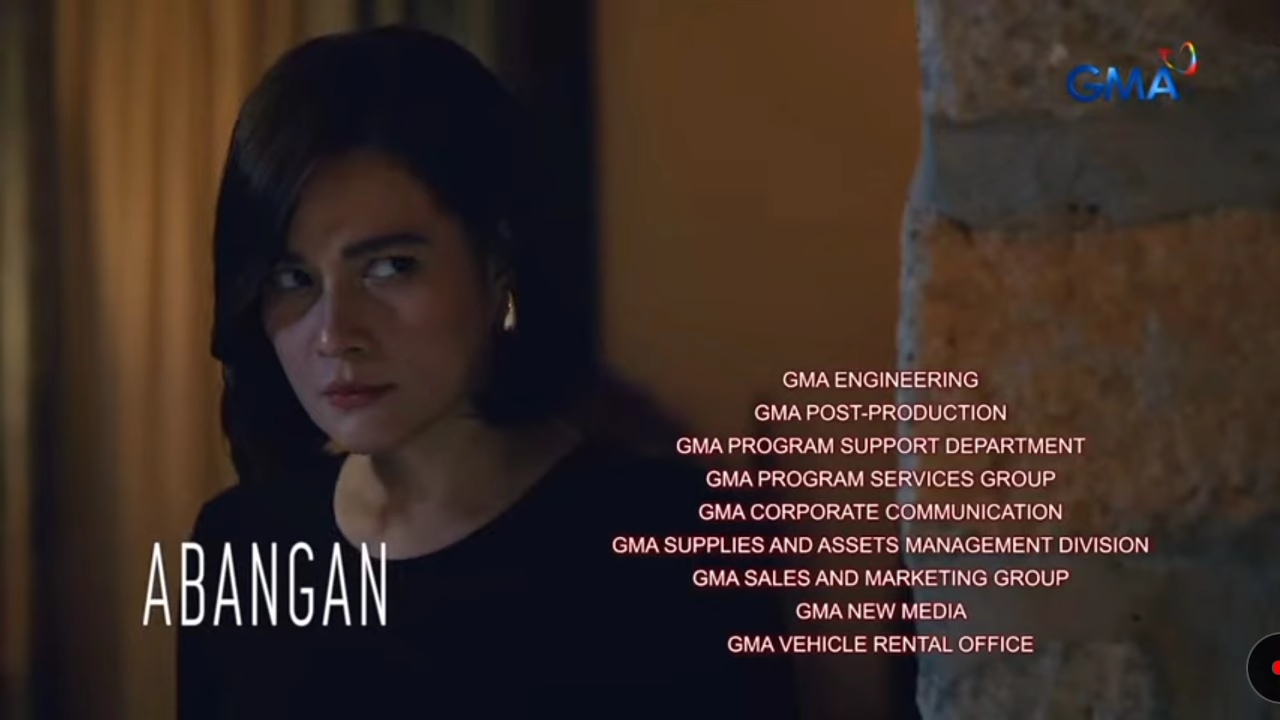 GMA
GMA ENGINEERING
GMA POST-PRODUCTION
GMA PROGRAM SUPPORT DEPARTMENT
GMA PROGRAM SERVICES GROUP
GMA CORPORATE COMMUNICATION
GMA SUPPLIES AND ASSETS MANAGEMENT DIVISION
GMA SALES AND MARKETING GROUP
GMA NEW MEDIA
GMA VEHICLE RENTAL OFFICE
ABANGAN